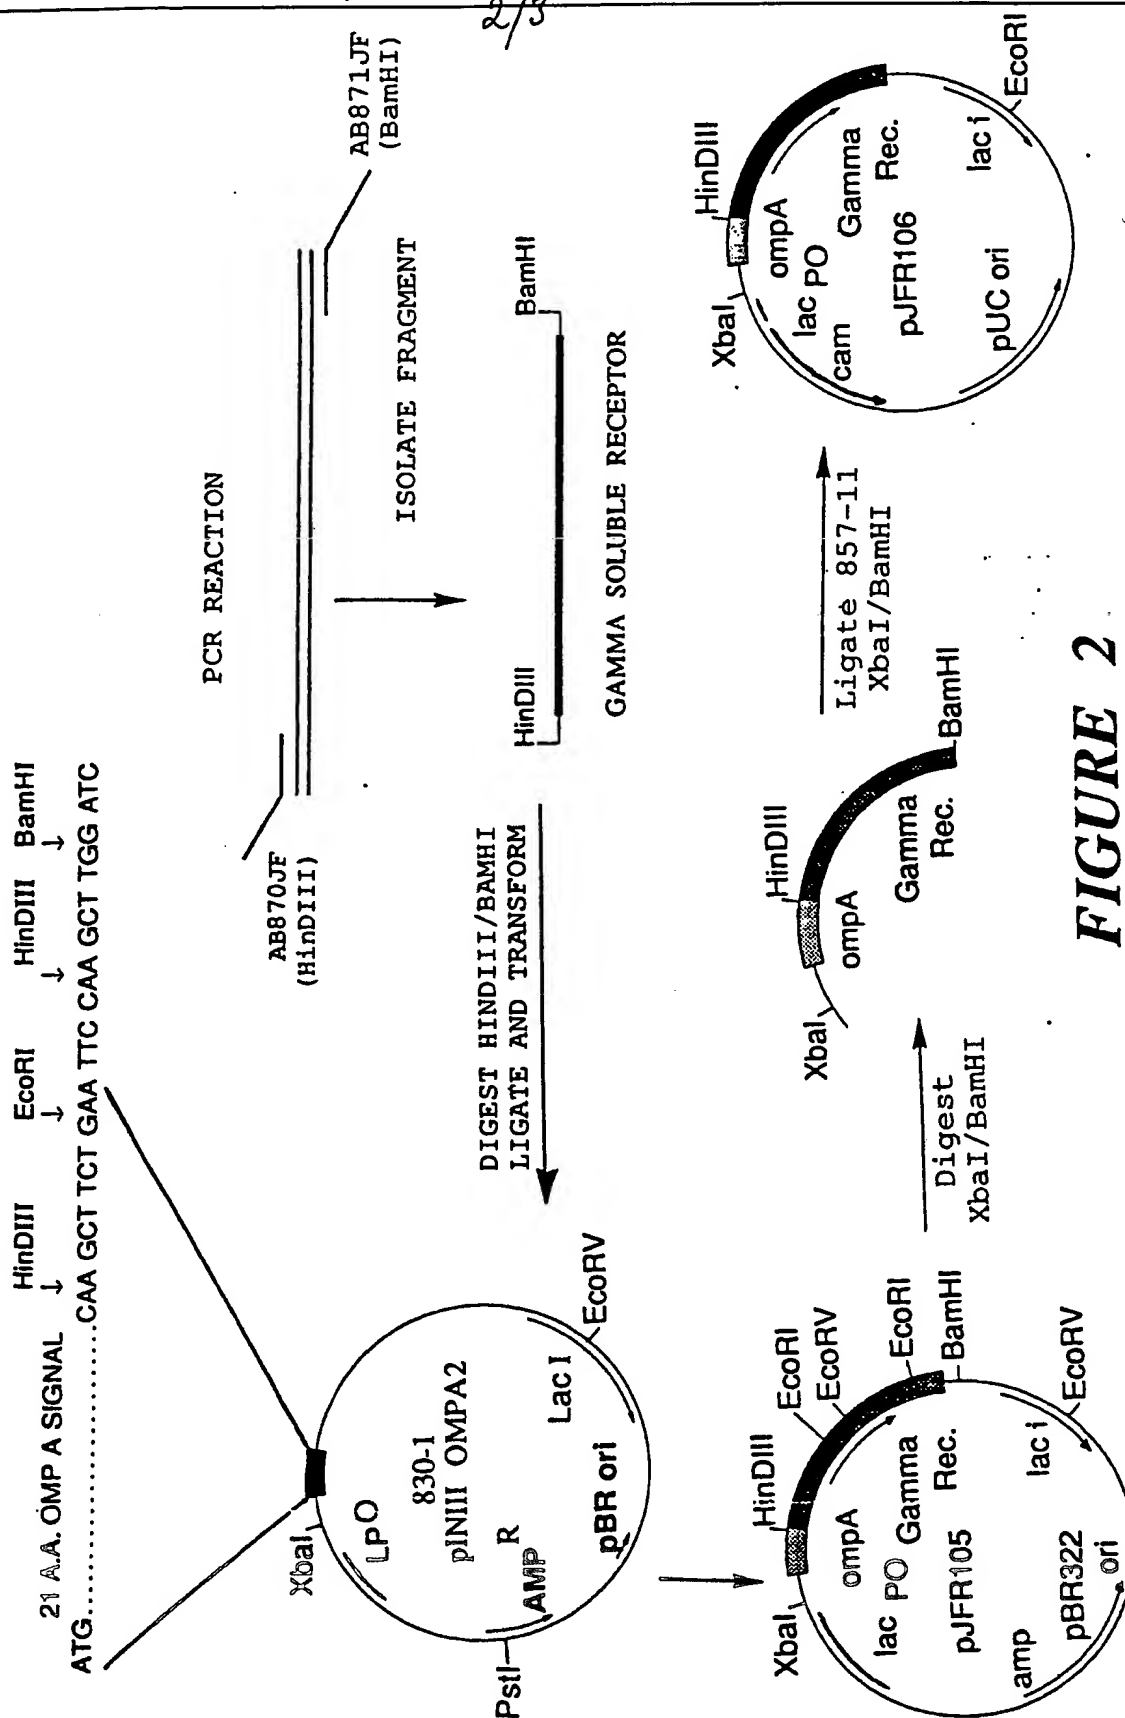 2/3
21 A.A. OMP A SIGNAL
HinDIII
EcoRI
HinDIII
BamHI
↓ ↓ ↓ ↓
ATG..................CAA GCT TCT GAA TTC CAA GCT TGG ATC
XbaI
LPO
830-1
pINIII OMPA2
AMP R
PstI
pBR ori
Lac I
EcoRV
PCR REACTION
AB870JF
(HinDIII)
AB871JF
(BamHI)
ISOLATE FRAGMENT
HinDIII
BamHI
GAMMA SOLUBLE RECEPTOR
DIGEST HINDIII/BAMHI
LIGATE AND TRANSFORM
XbaI
HinDIII
EcoRI
EcoRV
EcoRI
BamHI
EcoRV
ompA
lac PO
Gamma
Rec.
pJFR105
lac i
amp
pBR322
ori
Digest
XbaI/BamHI
XbaI
HinDIII
ompA
Gamma
Rec.
BamHI
Ligate 857-11
XbaI/BamHI
XbaI
HinDIII
ompA
lac PO
cam
Gamma
Rec.
pJFR106
lac i
pUC ori
EcoRI
FIGURE 2